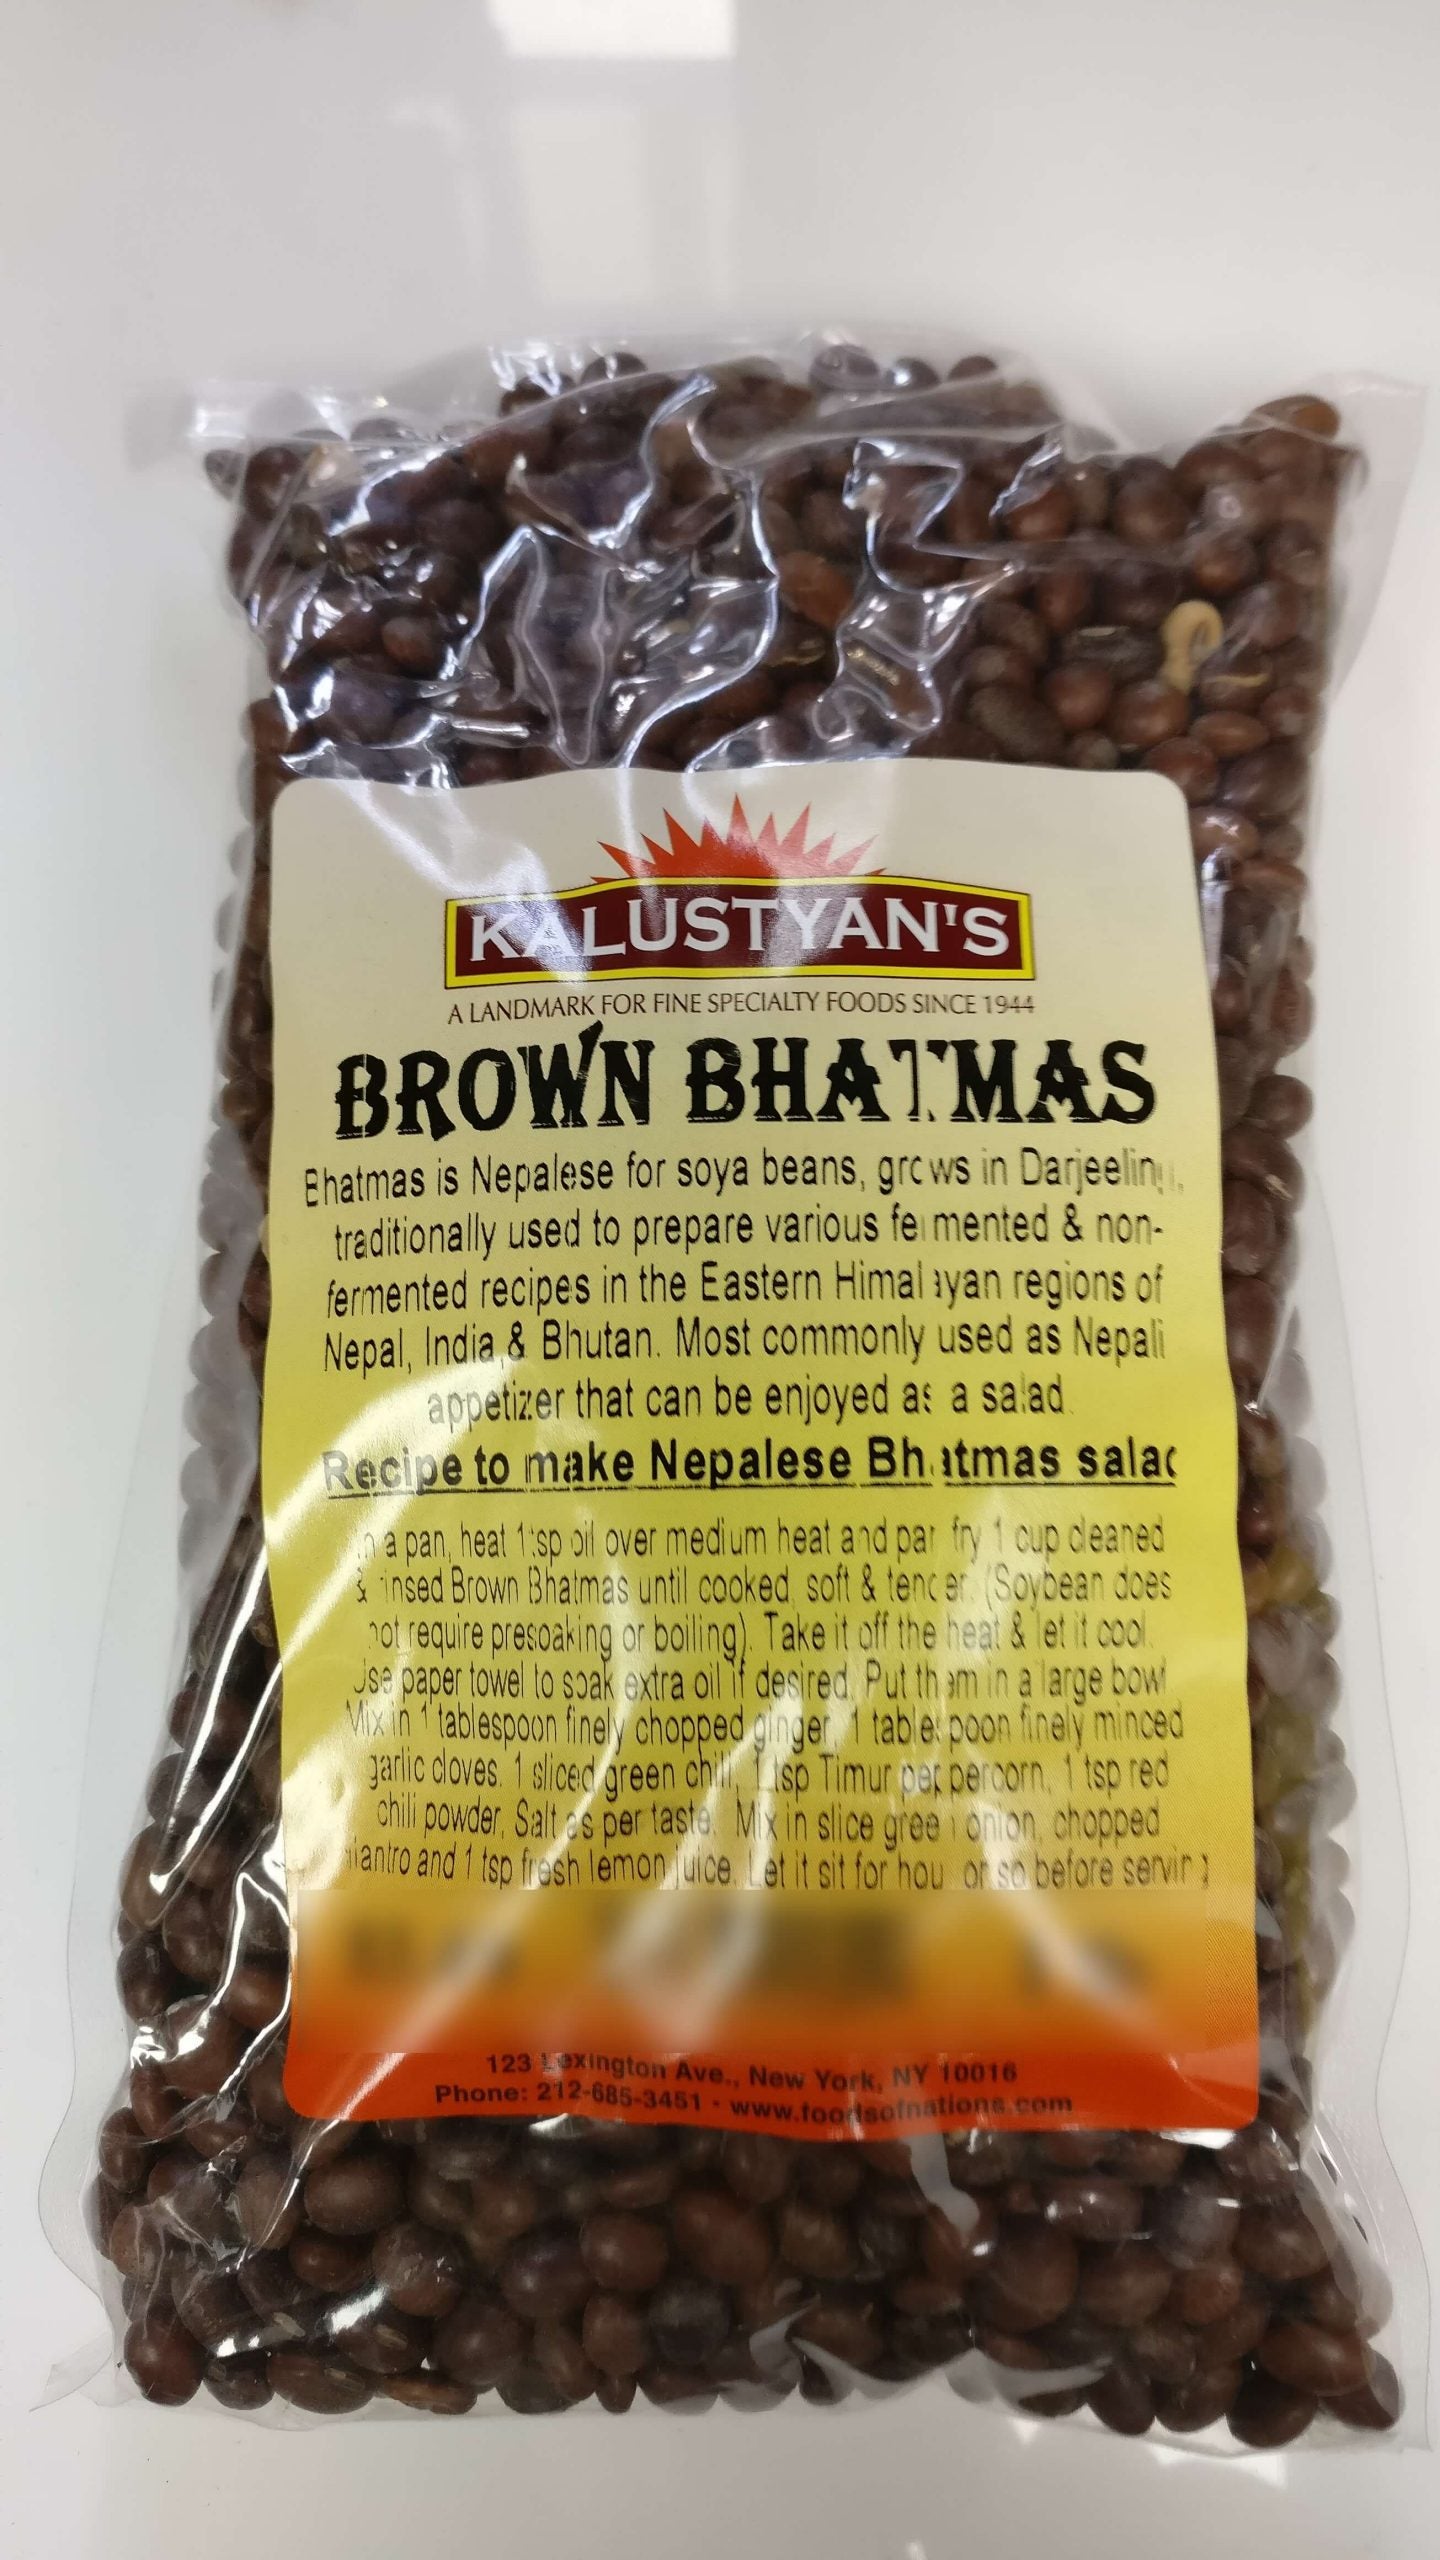 KALUSTYAN'S
A LANDMARK FOR FINE SPECIALTY FOODS SINCE 1944
BROWN BHATMAS
Bhatmas is Nepalese for soya beans, grows in Darjeeling,
traditionally used to prepare various fermented & non-
fermented recipes in the Eastern Himalayan regions of
Nepal, India,& Bhutan. Most commonly used as Nepali
appetizer that can be enjoyed as a salad.
Recipe to make Nepalese Bhatmas salad
In a pan, heat 1tsp oil over medium heat and pan fry 1 cup cleaned
& rinsed Brown Bhatmas until cooked, soft & tender. (Soybean does
not require presoaking or boiling). Take it off the heat & let it cool.
Use paper towel to soak extra oil if desired. Put them in a large bowl.
Mix in 1 tablespoon finely chopped ginger, 1 tablespoon finely minced
garlic cloves, 1 sliced green chili, 1 tsp Timur peppercorn, 1 tsp red
chili powder, Salt as per taste. Mix in slice green onion, chopped
cilantro and 1 tsp fresh lemon juice. Let it sit for hour or so before serving
123 Lexington Ave., New York, NY 10016
Phone: 212-685-3451 • www.foodsofnations.com